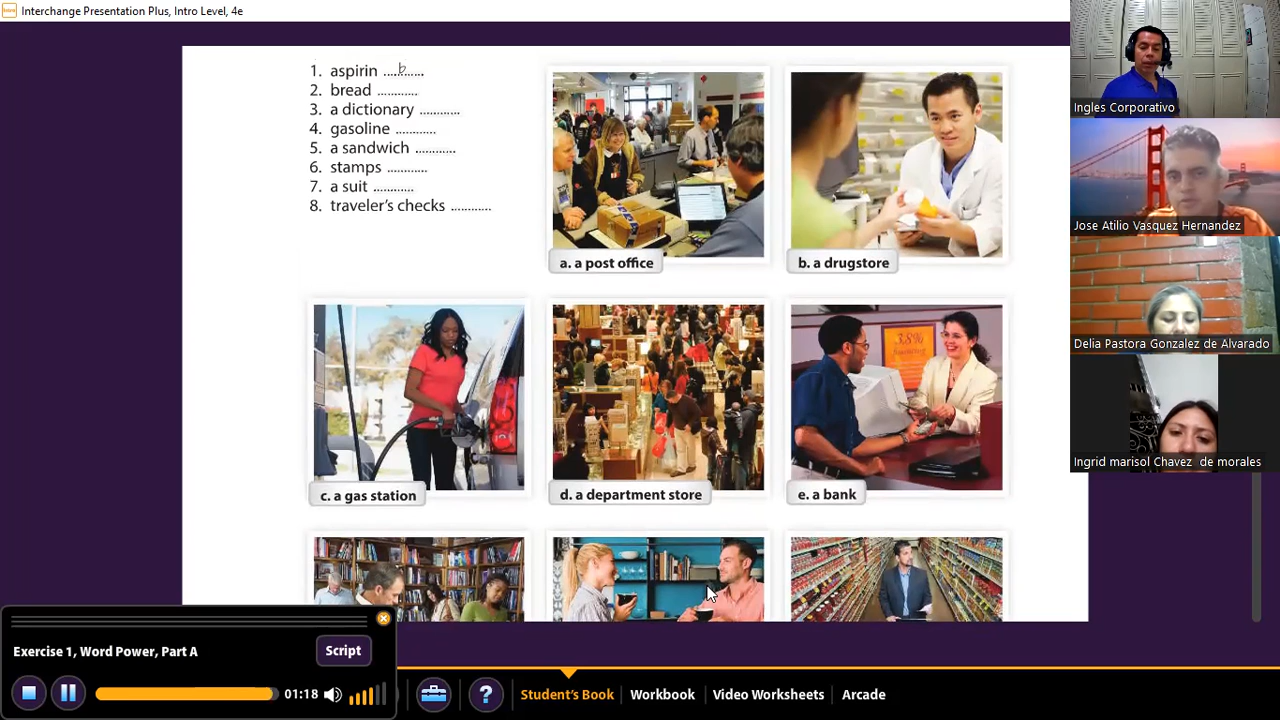 Interchange Presentation Plus, Intro Level, 4e
1. aspirin ....b.......
2. bread ...........
3. a dictionary ...........
4. gasoline ...........
5. a sandwich ...........
6. stamps ...........
7. a suit ...........
8. traveler's checks ...........
a. a post office
b. a drugstore
3.8%
c. a gas station
d. a department store
e. a bank
Ingles Corporativo
Jose Atilio Vasquez Hernandez
Delia Pastora Gonzalez de Alvarado
Ingrid marisol Chavez de morales
Exercise 1, Word Power, Part A
Script
01:18
?
Student's Book
Workbook
Video Worksheets
Arcade